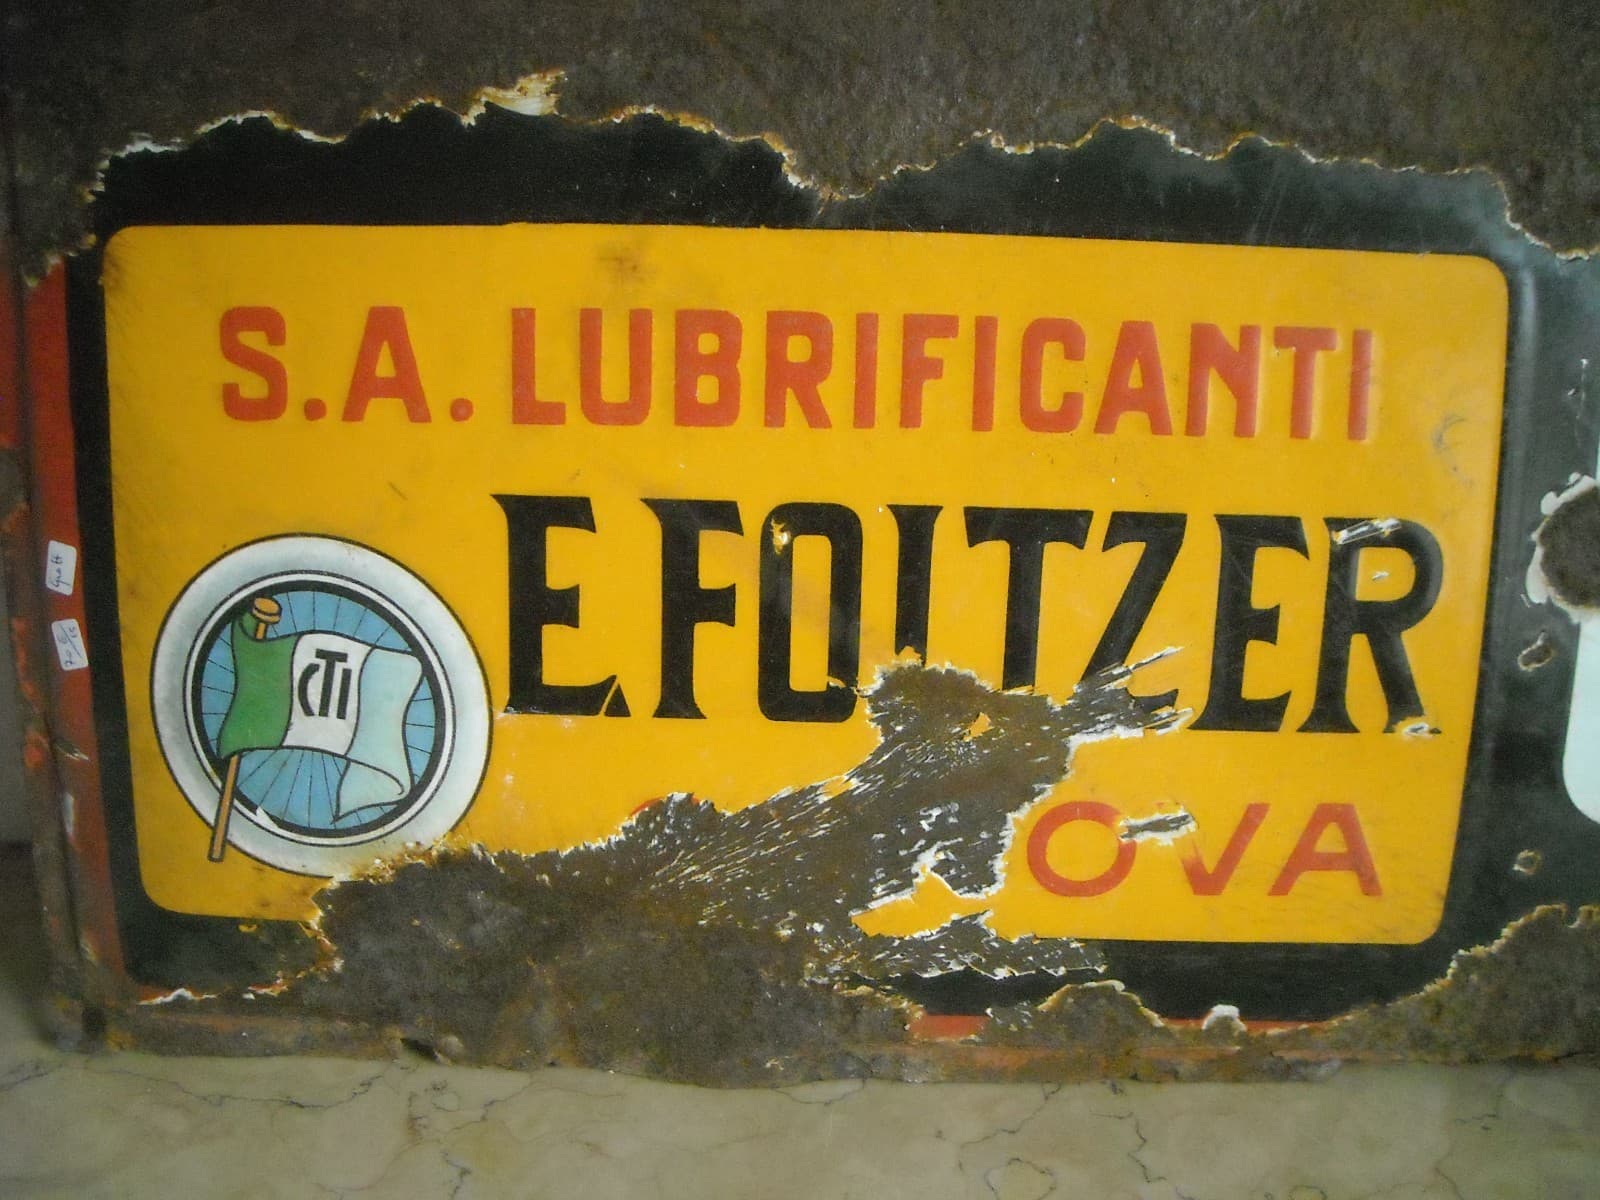 S.A. LUBRIFICANTI
E. FOITZER
OVA
CTI